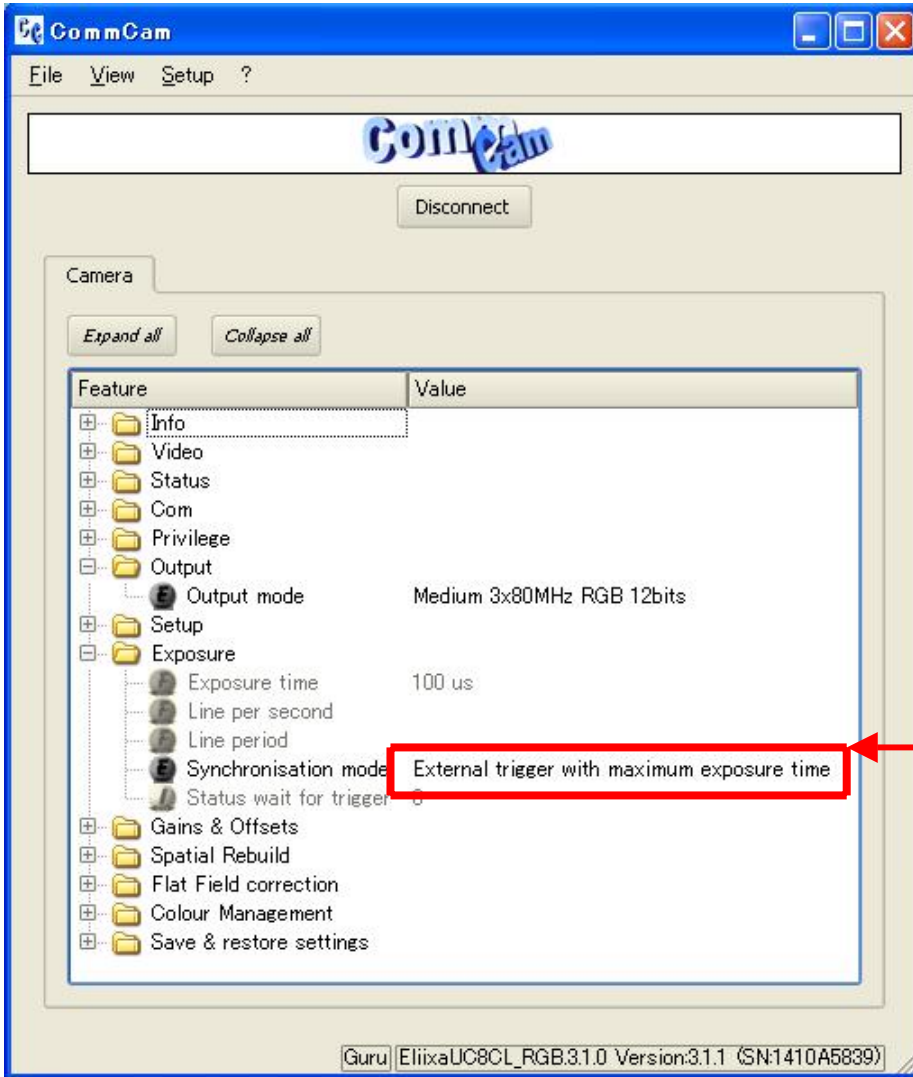 CommCam
File View Setup ?
CommCam
Disconnect
Camera
Expand all Collapse all
Feature Value
Info
Video
Status
Com
Privilege
Output
Output mode Medium 3x80MHz RGB 12bits
Setup
Exposure
Exposure time 100 us
Line per second
Line period
Synchronisation mode External trigger with maximum exposure time
Status wait for trigger
Gains & Offsets
Spatial Rebuild
Flat Field correction
Colour Management
Save & restore settings
Guru EliixaUC8CL_RGB.3.1.0 Version:3.1.1 (SN:1410A5839)